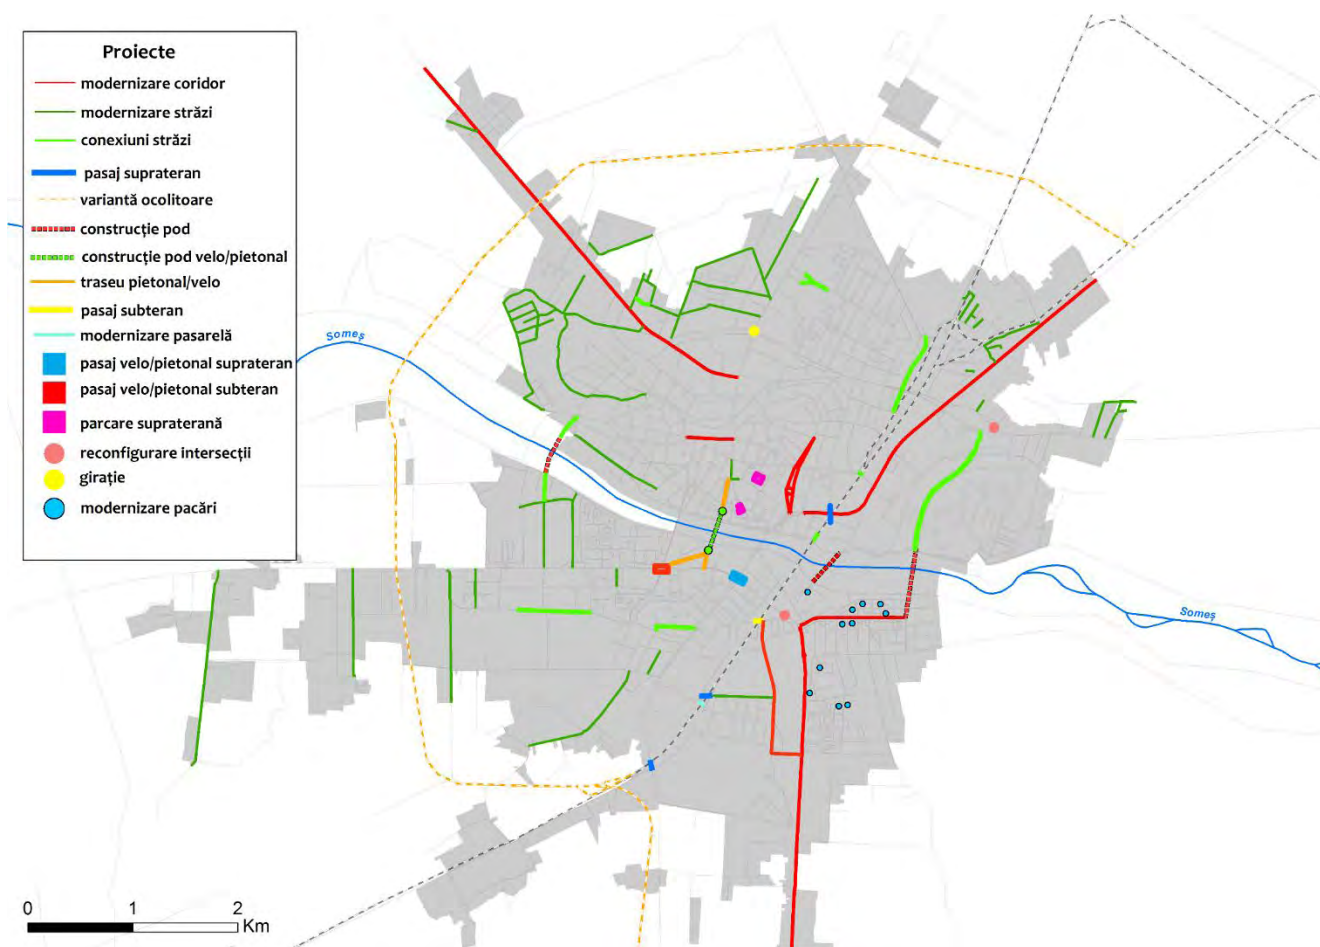 Proiecte
modernizare coridor
modernizare străzi
conexiuni străzi
pasaj suprateran
variantă ocolitoare
construcție pod
construcție pod velo/pietonal
traseu pietonal/velo
pasaj subteran
modernizare pasarelă
pasaj velo/pietonal suprateran
pasaj velo/pietonal subteran
parcare supraterană
reconfigurare intersecții
girație
modernizare pacări
Someș
Someș
0 1 2
Km